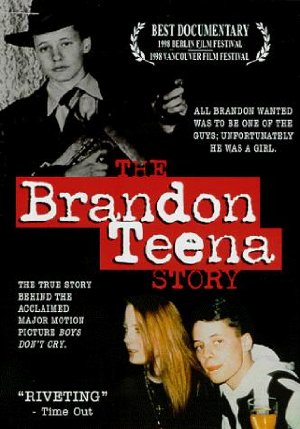 BEST DOCUMENTARY
1998 BERLIN FILM FESTIVAL
1998 VANCOUVER FILM FESTIVAL
ALL BRANDON WANTED
WAS TO BE ONE OF THE
GUYS; UNFORTUNATELY
HE WAS A GIRL.
THE
Brandon
Teena
STORY
THE TRUE STORY
BEHIND THE
ACCLAIMED
MAJOR MOTION
PICTURE BOYS
DON'T CRY.
"RIVETING"
- Time Out